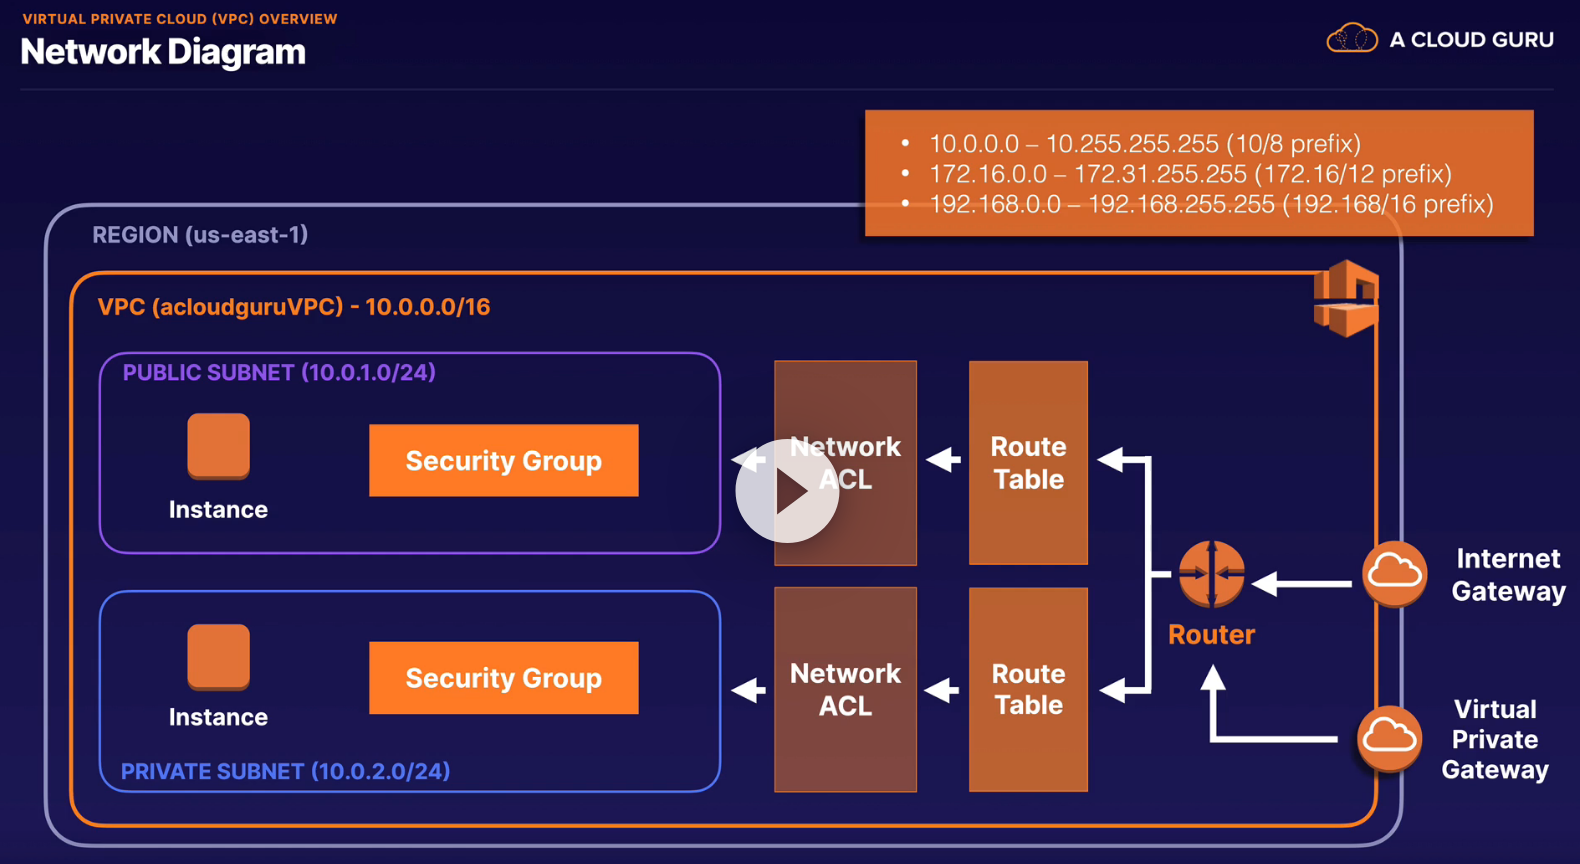 VIRTUAL PRIVATE CLOUD (VPC) OVERVIEW
Network Diagram
A CLOUD GURU
• 10.0.0.0 – 10.255.255.255 (10/8 prefix)
• 172.16.0.0 – 172.31.255.255 (172.16/12 prefix)
• 192.168.0.0 – 192.168.255.255 (192.168/16 prefix)
REGION (us-east-1)
VPC (acloudguruVPC) - 10.0.0.0/16
PUBLIC SUBNET (10.0.1.0/24)
Instance
Security Group
Network
ACL
Route
Table
Router
Internet
Gateway
Instance
Security Group
PRIVATE SUBNET (10.0.2.0/24)
Network
ACL
Route
Table
Virtual
Private
Gateway